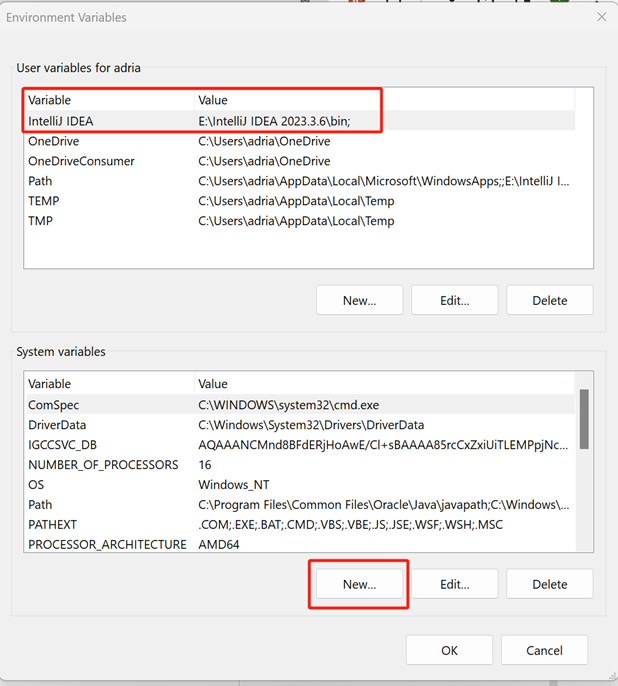 Environment Variables
User variables for adria
Variable Value
IntelliJ IDEA E:\IntelliJ IDEA 2023.3.6\bin;
OneDrive C:\Users\adria\OneDrive
OneDriveConsumer C:\Users\adria\OneDrive
Path C:\Users\adria\AppData\Local\Microsoft\WindowsApps;;E:\IntelliJ I...
TEMP C:\Users\adria\AppData\Local\Temp
TMP C:\Users\adria\AppData\Local\Temp
New... Edit... Delete
System variables
Variable Value
ComSpec C:\WINDOWS\system32\cmd.exe
DriverData C:\Windows\System32\Drivers\DriverData
IGCCSVC_DB AQAAANCMnd8BFdERjHoAwE/Cl+sBAAAA85rcCxZxiUiTLEMPpjNc...
NUMBER_OF_PROCESSORS 16
OS Windows_NT
Path C:\Program Files\Common Files\Oracle\Java\javapath;C:\Windows\...
PATHEXT .COM;.EXE;.BAT;.CMD;.VBS;.VBE;.JS;.JSE;.WSF;.WSH;.MSC
PROCESSOR_ARCHITECTURE AMD64
New... Edit... Delete
OK Cancel